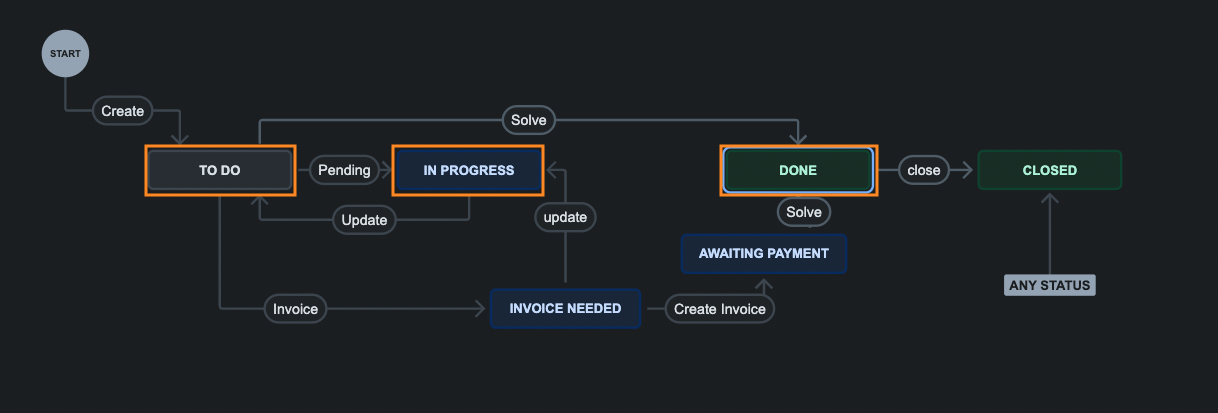 START
Create
Solve
TO DO
Pending
IN PROGRESS
DONE
close
CLOSED
Update
update
Solve
AWAITING PAYMENT
ANY STATUS
Invoice
INVOICE NEEDED
Create Invoice